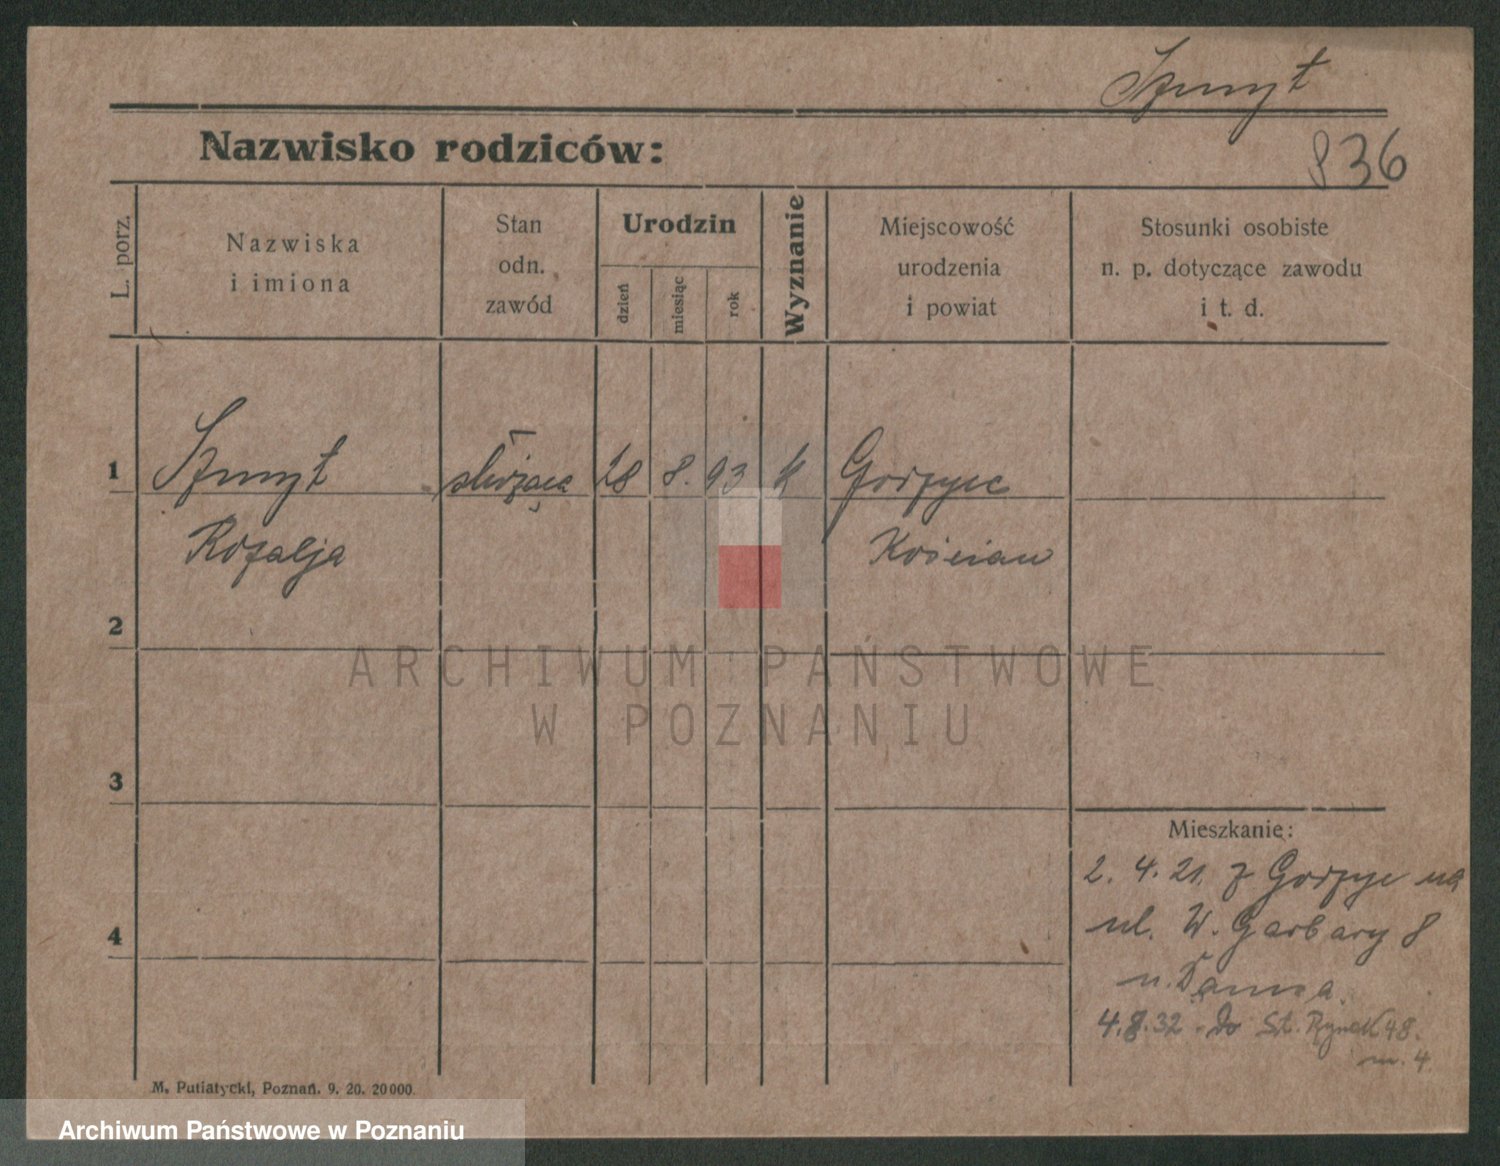 Szmyt
Nazwisko rodziców:
836
L. porz.
Nazwiska
i imiona
Stan
odn.
zawód
Urodzin
dzień
miesiąc
rok
Wyznanie
Miejscowość
urodzenia
i powiat
Stosunki osobiste
n. p. dotyczące zawodu
i t. d.
1 Szmyt służąca 28 8. 93 k Gorzyce
Rozalja Kościan
2
ARCHIWUM PAŃSTWOWE
W POZNANIU
3
Mieszkanie:
2. 4. 21. z Gorzyc na
ul. W. Garbary 8
4
u.
4.8.32. do St. Rynek 48.
m. 4.
M. Putiatycki, Poznań. 9. 20. 20000.
Archiwum Państwowe w Poznaniu